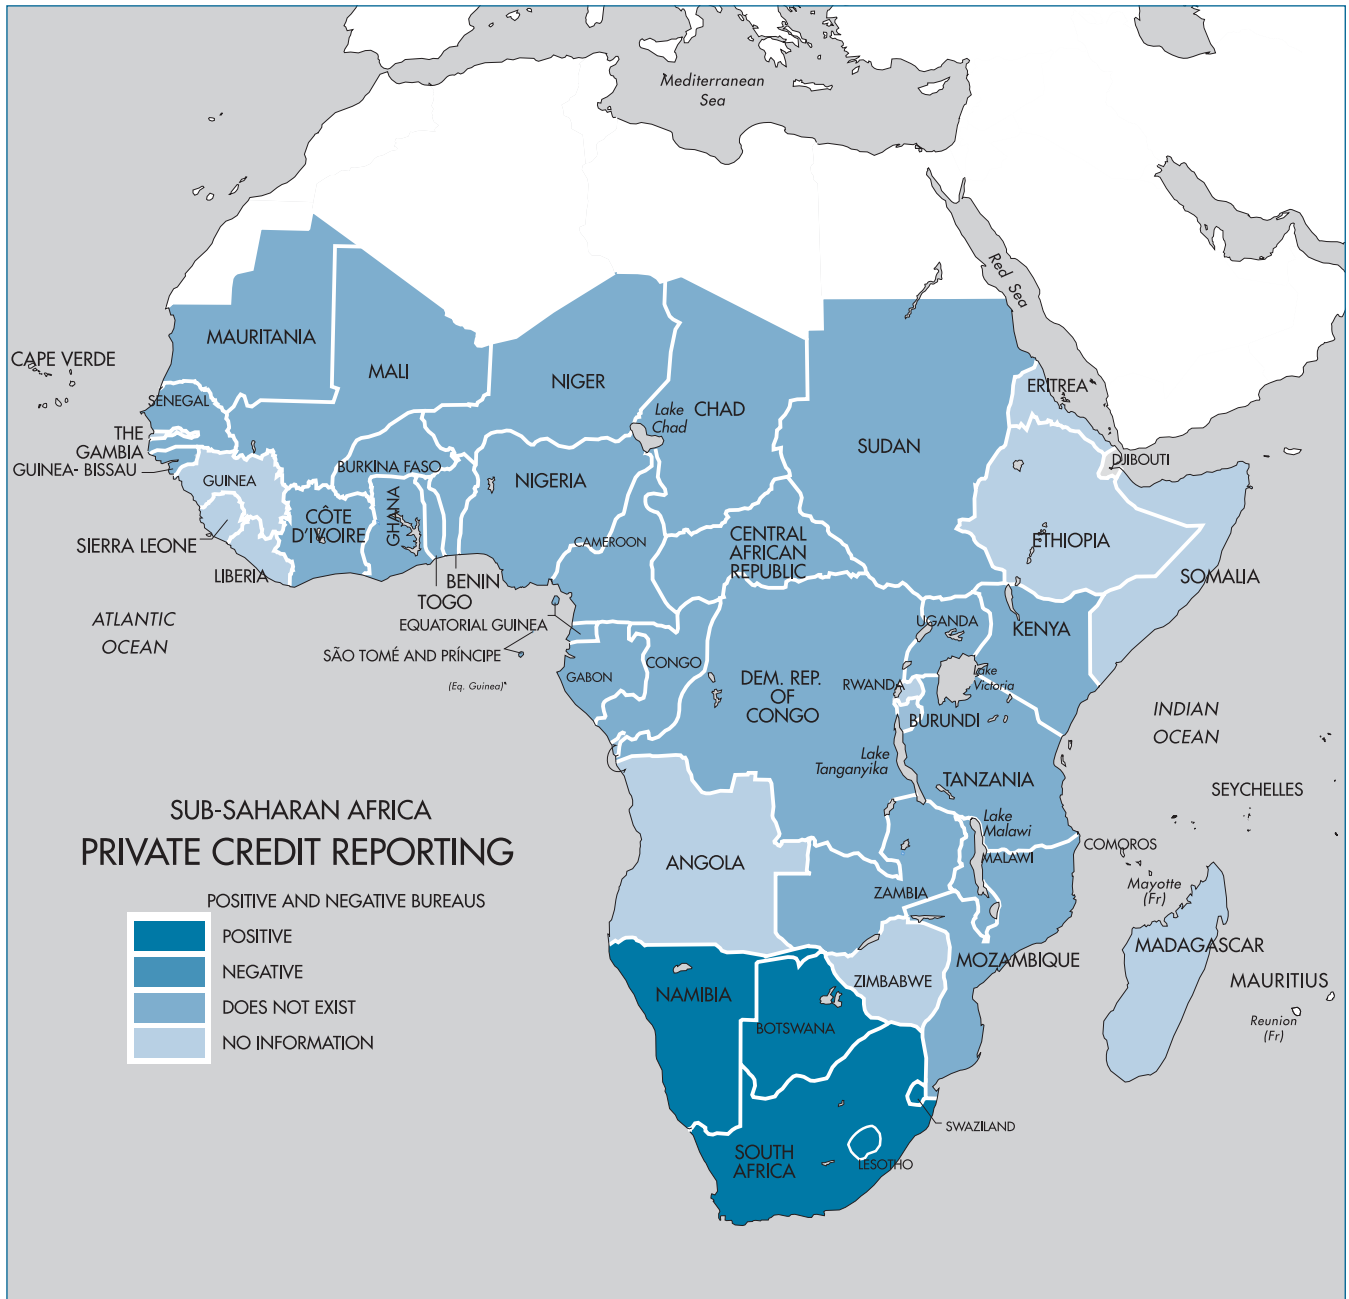 Mediterranean
Sea
Red Sea
MAURITANIA
CAPE VERDE
MALI
NIGER
ERITREA
SENEGAL
Lake
Chad
CHAD
THE
GAMBIA
SUDAN
GUINEA- BISSAU
BURKINA FASO
DJIBOUTI
GUINEA
NIGERIA
GHANA
CÔTE
D'IVOIRE
CENTRAL
AFRICAN
REPUBLIC
CAMEROON
ETHIOPIA
SIERRA LEONE
LIBERIA
BENIN
TOGO
SOMALIA
ATLANTIC
OCEAN
EQUATORIAL GUINEA
UGANDA
KENYA
SÃO TOMÉ AND PRÍNCIPE
CONGO
(Eq. Guinea)
GABON
DEM. REP.
OF
CONGO
RWANDA
Lake
Victoria
BURUNDI
INDIAN
OCEAN
Lake
Tanganyika
TANZANIA
SEYCHELLES
SUB-SAHARAN AFRICA
PRIVATE CREDIT REPORTING
Lake
Malawi
COMOROS
MALAWI
ANGOLA
Mayotte
(Fr)
ZAMBIA
POSITIVE AND NEGATIVE BUREAUS
POSITIVE
NEGATIVE
DOES NOT EXIST
NO INFORMATION
MADAGASCAR
MOZAMBIQUE
ZIMBABWE
MAURITIUS
NAMIBIA
Reunion
(Fr)
BOTSWANA
SWAZILAND
SOUTH
AFRICA
LESOTHO